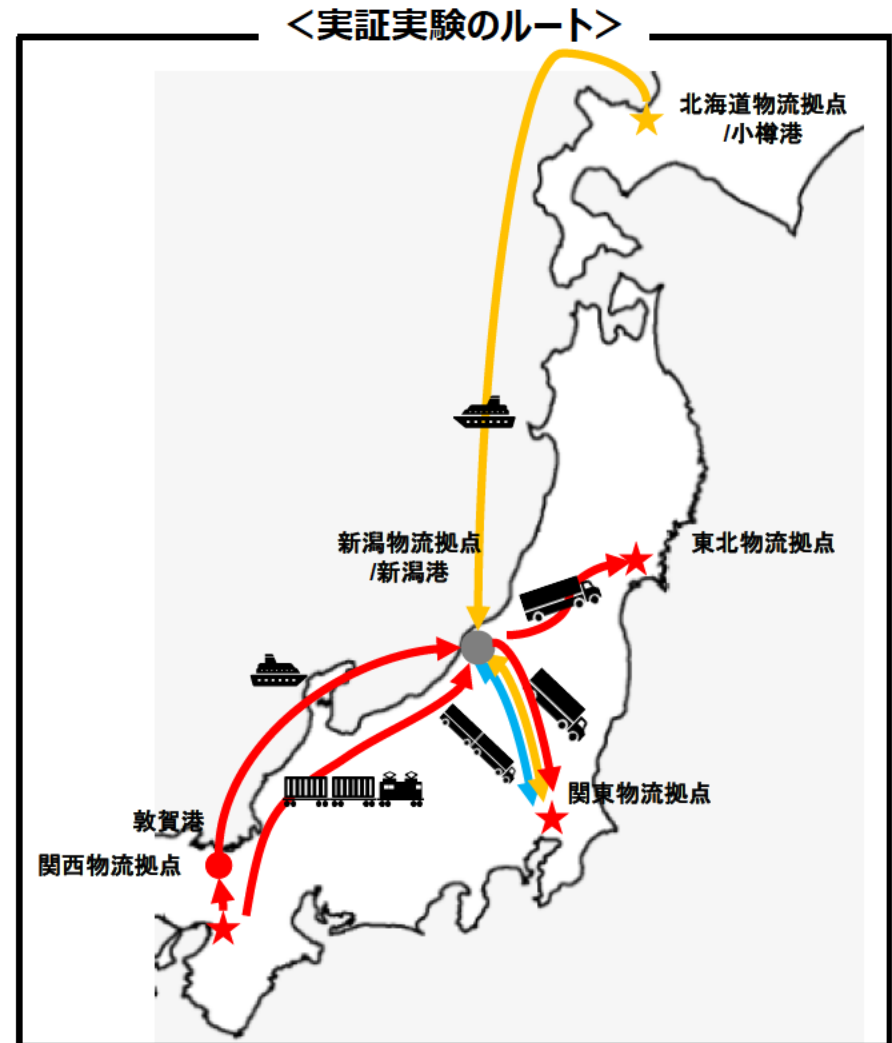 ＜実証実験のルート＞
北海道物流拠点
/小樽港
新潟物流拠点
/新潟港
東北物流拠点
関東物流拠点
敦賀港
関西物流拠点